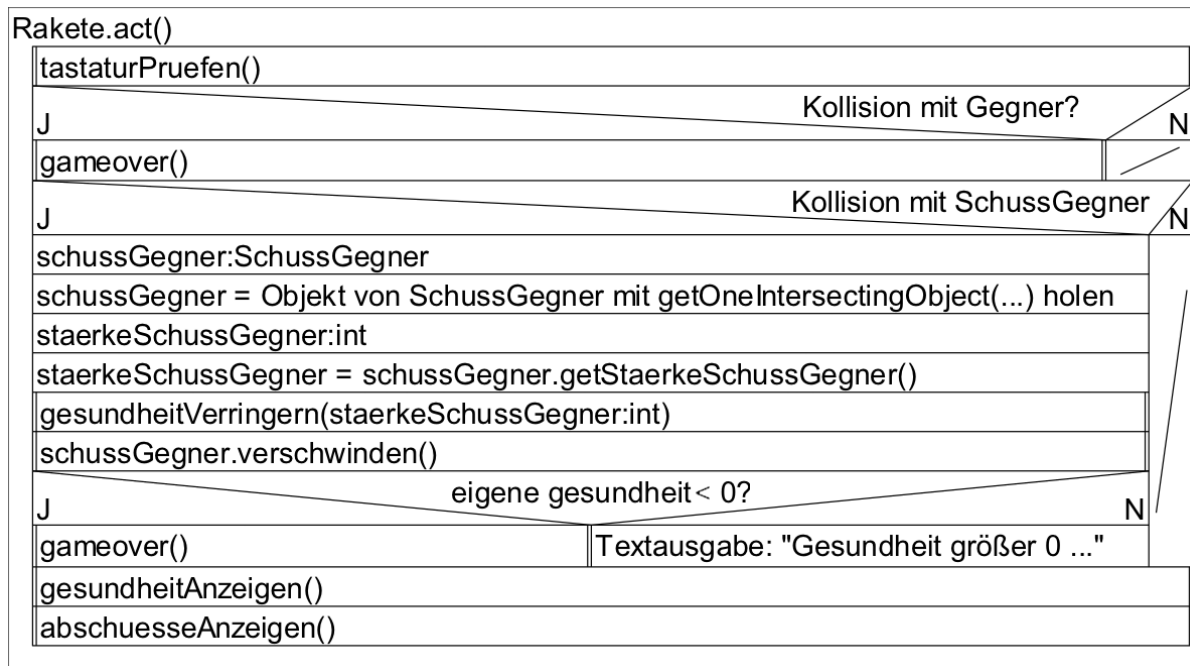 Rakete.act()
tastaturPruefen()
Kollision mit Gegner?
J N
gameover()
Kollision mit SchussGegner
J N
schussGegner:SchussGegner
schussGegner = Objekt von SchussGegner mit getOneIntersectingObject(...) holen
staerkeSchussGegner:int
staerkeSchussGegner = schussGegner.getStaerkeSchussGegner()
gesundheitVerringern(staerkeSchussGegner:int)
schussGegner.verschwinden()
eigene gesundheit< 0?
J N
gameover() Textausgabe: "Gesundheit größer 0 ..."
gesundheitAnzeigen()
abschuesseAnzeigen()